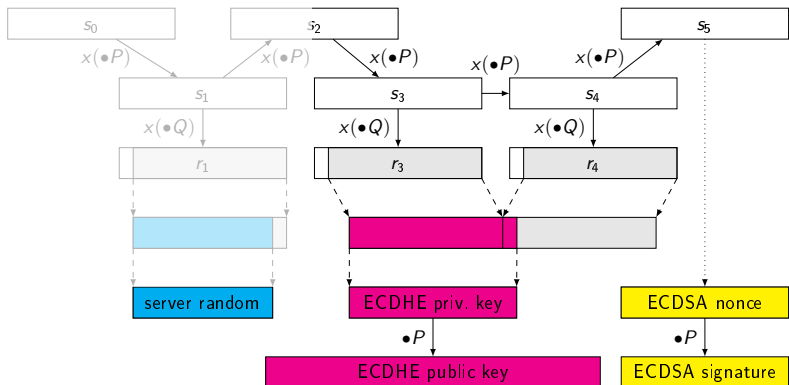 s₀ s₂ s₅
x(•P) x(•P) x(•P) x(•P) x(•P)
s₁ s₃ s₄
x(•Q) x(•Q) x(•Q)
r₁ r₃ r₄
server random ECDHE priv. key ECDSA nonce
•P •P
ECDHE public key ECDSA signature